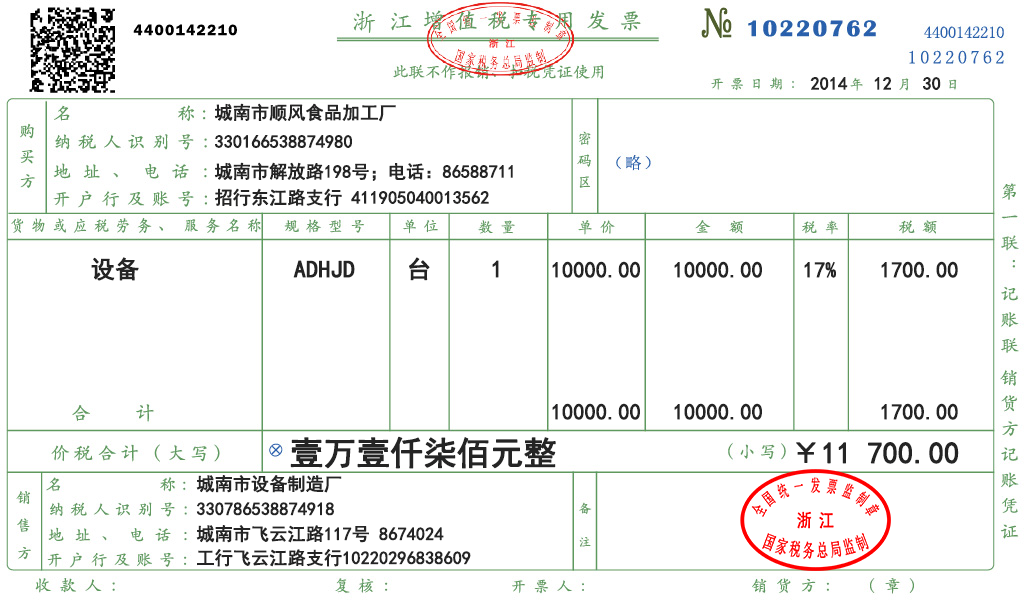 4400142210
浙江增值税专用发票
全国统一发票监制章
浙江
国家税务总局监制
此联不作报销、扣税凭证使用
№ 10220762
4400142210
10220762
开票日期: 2014年 12月 30日
购买方
名称: 城南市顺风食品加工厂
纳税人识别号: 330166538874980
地址、电话: 城南市解放路198号; 电话: 86588711
开户行及账号: 招行东江路支行 411905040013562
密码区
(略)
货物或应税劳务、服务名称 规格型号 单位 数量 单价 金额 税率 税额
设备 ADHJD 台 1 10000.00 10000.00 17% 1700.00
合计 10000.00 10000.00 1700.00
价税合计(大写) ⊗壹万壹仟柒佰元整 (小写)¥11 700.00
销售方
名称: 城南市设备制造厂
纳税人识别号: 330786538874918
地址、电话: 城南市飞云江路117号 8674024
开户行及账号: 工行飞云江路支行10220296838609
备注
全国统一发票监制章
浙江
国家税务总局监制
收款人: 复核: 开票人: 销货方: (章)
第一联:记账联 销货方记账凭证